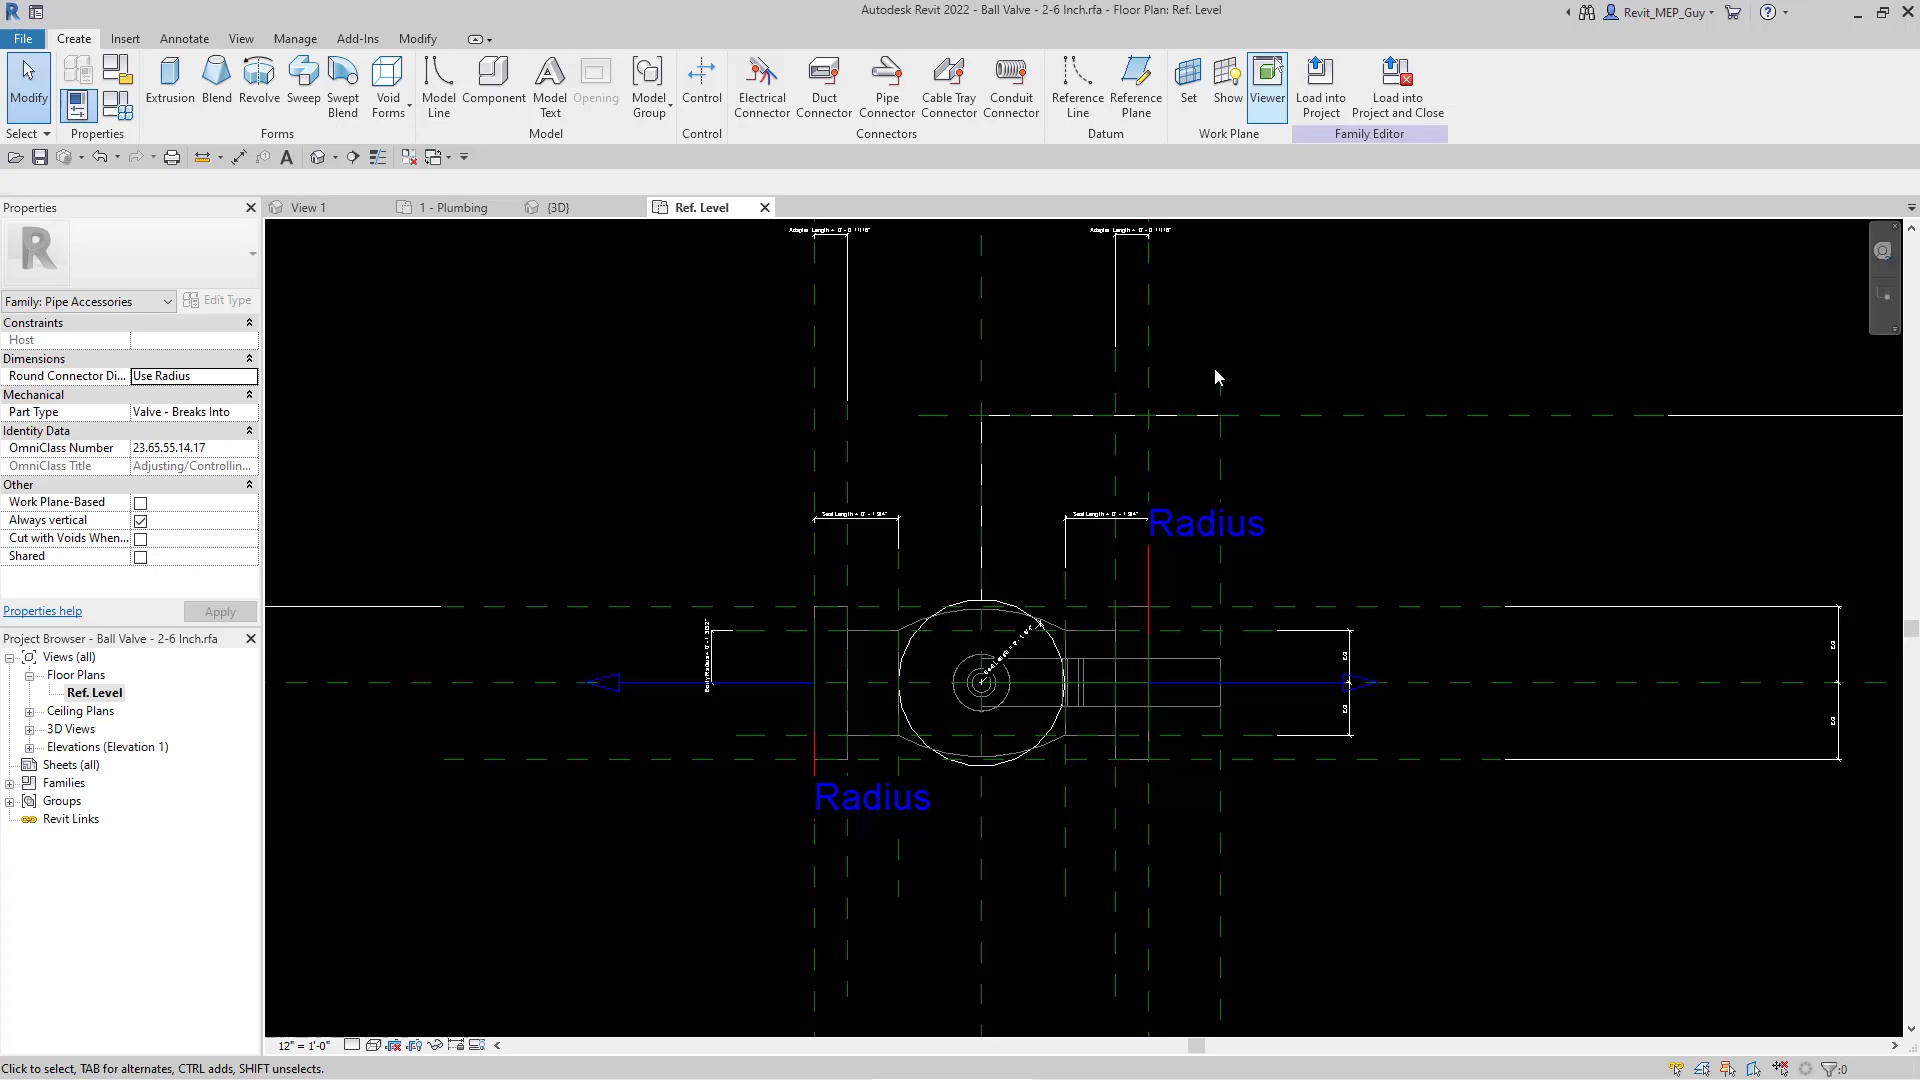 Autodesk Revit 2022 - Ball Valve - 2-6 Inch.rfa - Floor Plan: Ref. Level
Revit_MEP_Guy
File Create Insert Annotate View Manage Add-Ins Modify
Modify
Extrusion Blend Revolve Sweep Swept Blend Void Forms
Model Line Component Model Text Opening Model Group
Control
Electrical Connector Duct Connector Pipe Connector Cable Tray Connector Conduit Connector
Reference Line Reference Plane
Set Show Viewer
Load into Project Load into Project and Close
Select Properties Forms Model Control Connectors Datum Work Plane Family Editor
Properties
View 1 1 - Plumbing {3D} Ref. Level
Family: Pipe Accessories Edit Type
Constraints
Host
Dimensions
Round Connector Di... Use Radius
Mechanical
Part Type Valve - Breaks Into
Identity Data
OmniClass Number 23.65.55.14.17
OmniClass Title Adjusting/Controllin...
Other
Work Plane-Based
Always vertical
Cut with Voids When...
Shared
Properties help Apply
Project Browser - Ball Valve - 2-6 Inch.rfa
Views (all)
Floor Plans
Ref. Level
Ceiling Plans
3D Views
Elevations (Elevation 1)
Sheets (all)
Families
Groups
Revit Links
Radius
EQ
EQ
EQ
EQ
Radius
12" = 1'-0"
Click to select, TAB for alternates, CTRL adds, SHIFT unselects.
:0